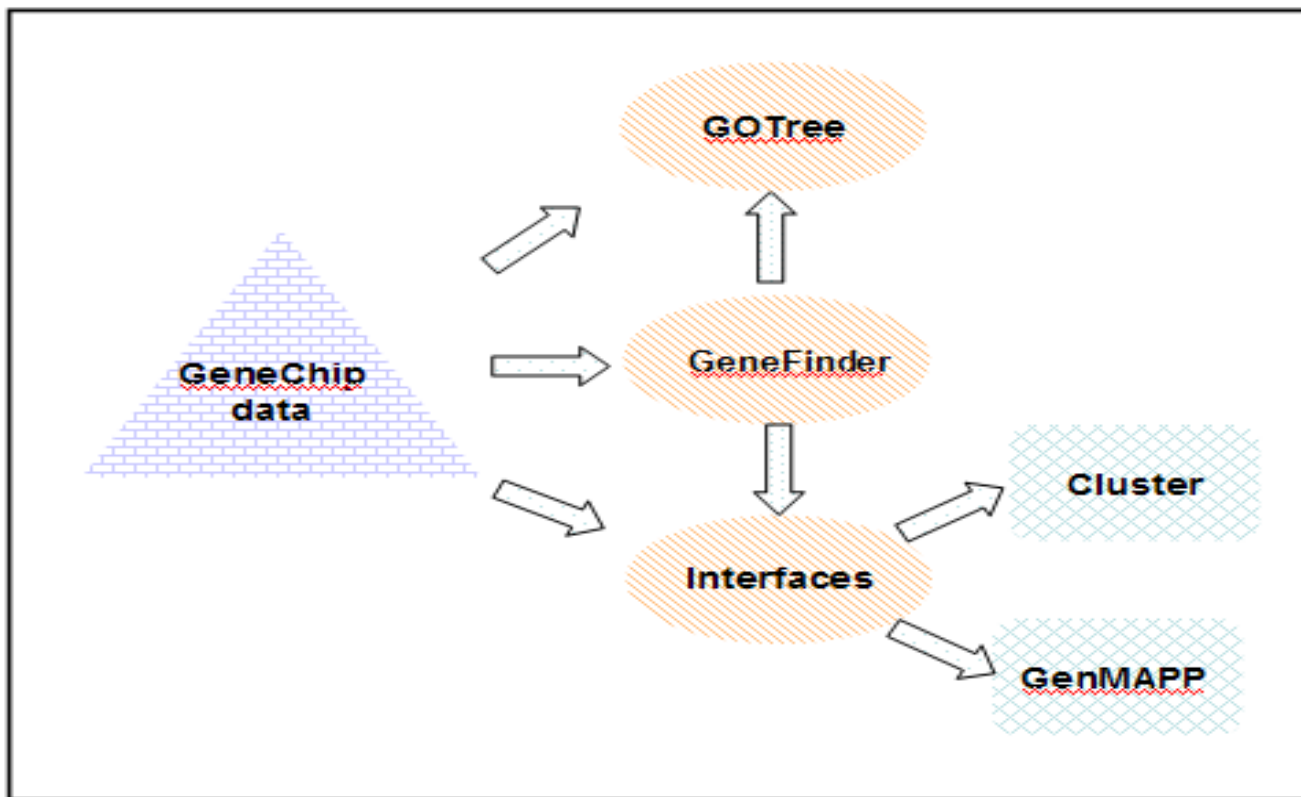 GOTree
GeneChip
data
GeneFinder
Cluster
Interfaces
GenMAPP